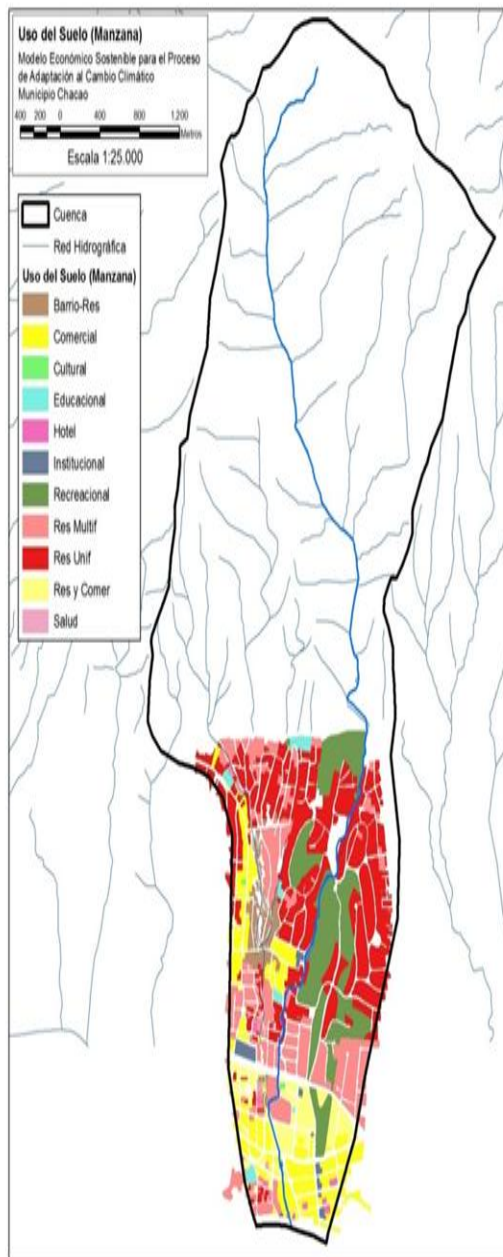 Uso del Suelo (Manzana)
Modelo Económico Sostenible para el Proceso
de Adaptación al Cambio Climático
Municipio Chacao
400 200 0 400 800 1,200
Metros
Escala 1:25.000
Cuenca
Red Hidrográfica
Uso del Suelo (Manzana)
Barrio-Res
Comercial
Cultural
Educacional
Hotel
Institucional
Recreacional
Res Multif
Res Unif
Res y Comer
Salud